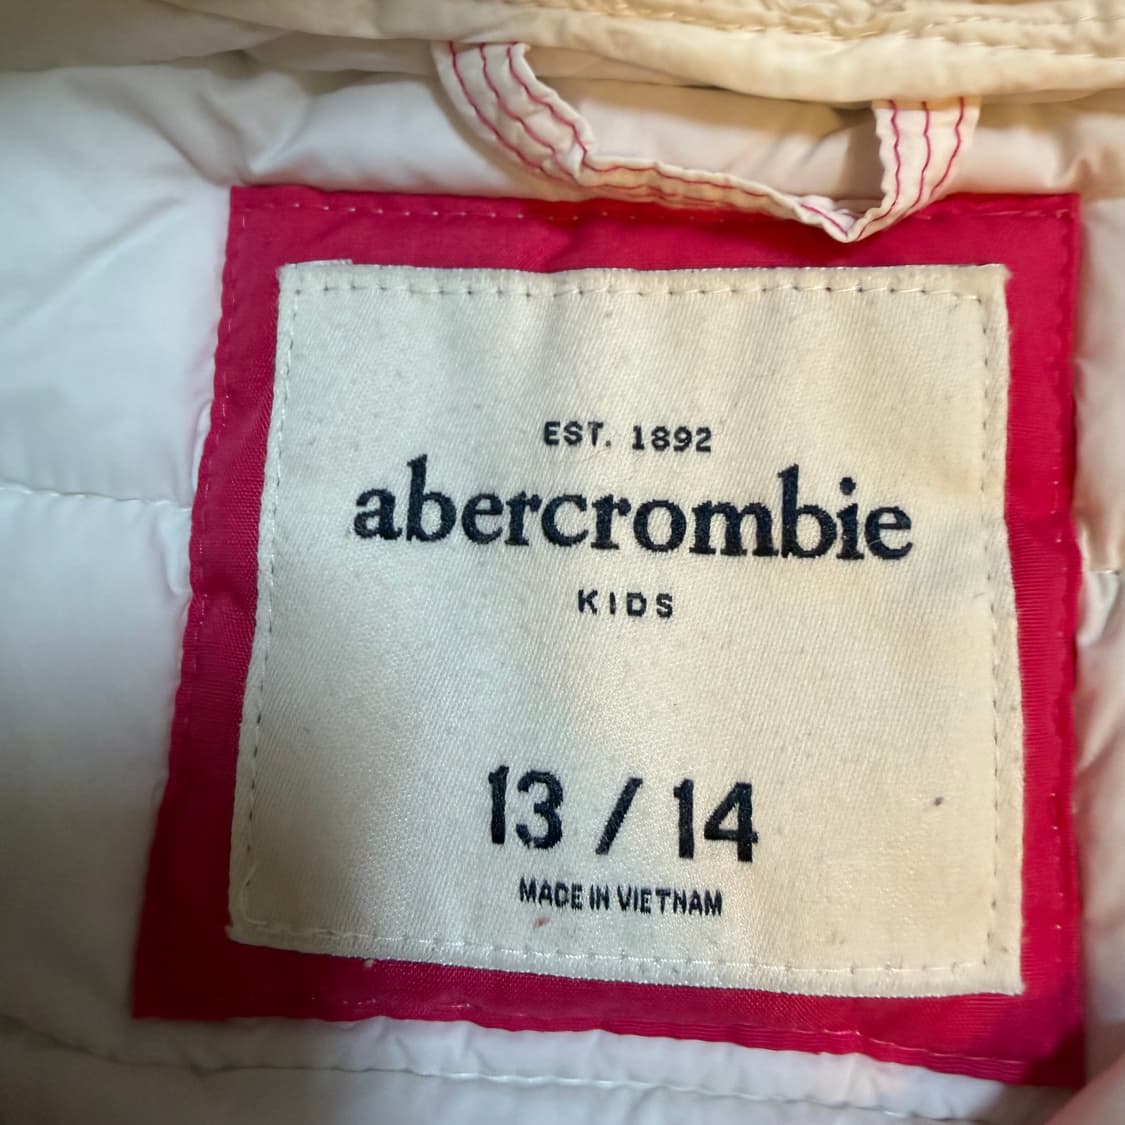 EST. 1892
abercrombie
KIDS
13 / 14
MADE IN VIETNAM